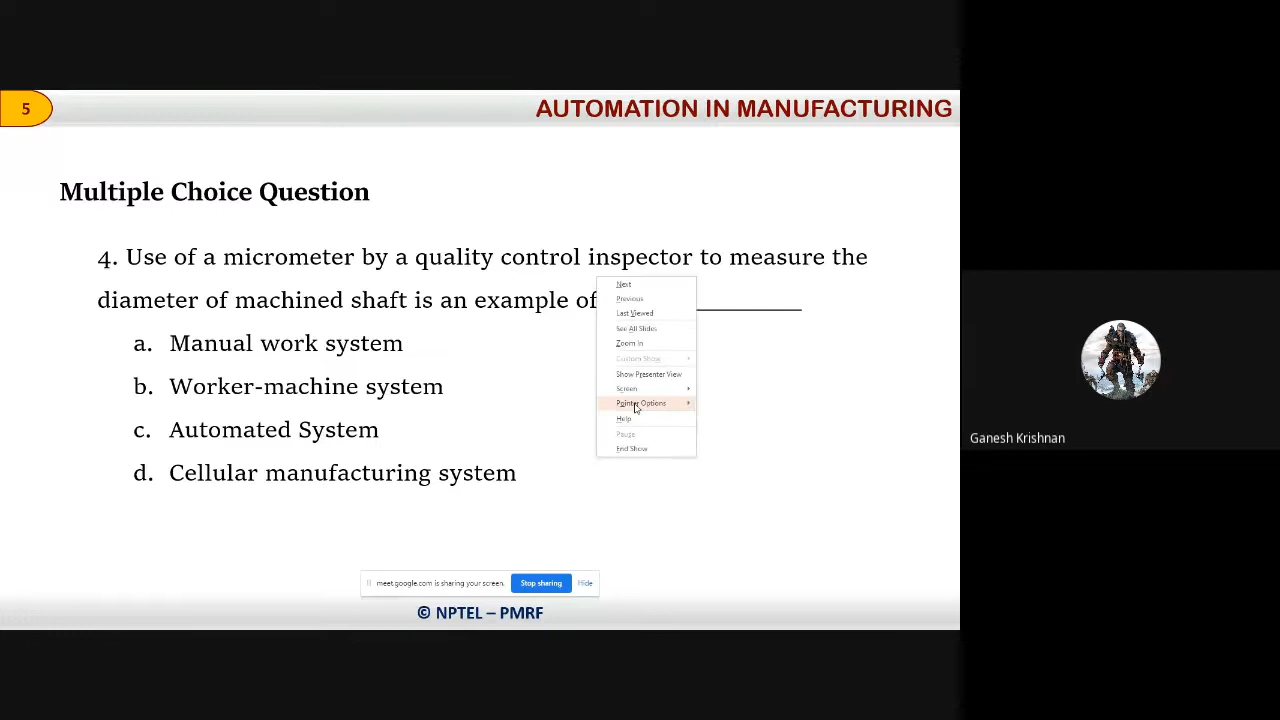 5
AUTOMATION IN MANUFACTURING
Multiple Choice Question
4. Use of a micrometer by a quality control inspector to measure the
diameter of machined shaft is an example of
a. Manual work system
b. Worker-machine system
c. Automated System
d. Cellular manufacturing system
Next
Previous
Last Viewed
See All Slides
Zoom In
Custom Show
Show Presenter View
Screen
Pointer Options
Help
Pause
End Show
Ganesh Krishnan
meet.google.com is sharing your screen. Stop sharing Hide
© NPTEL – PMRF